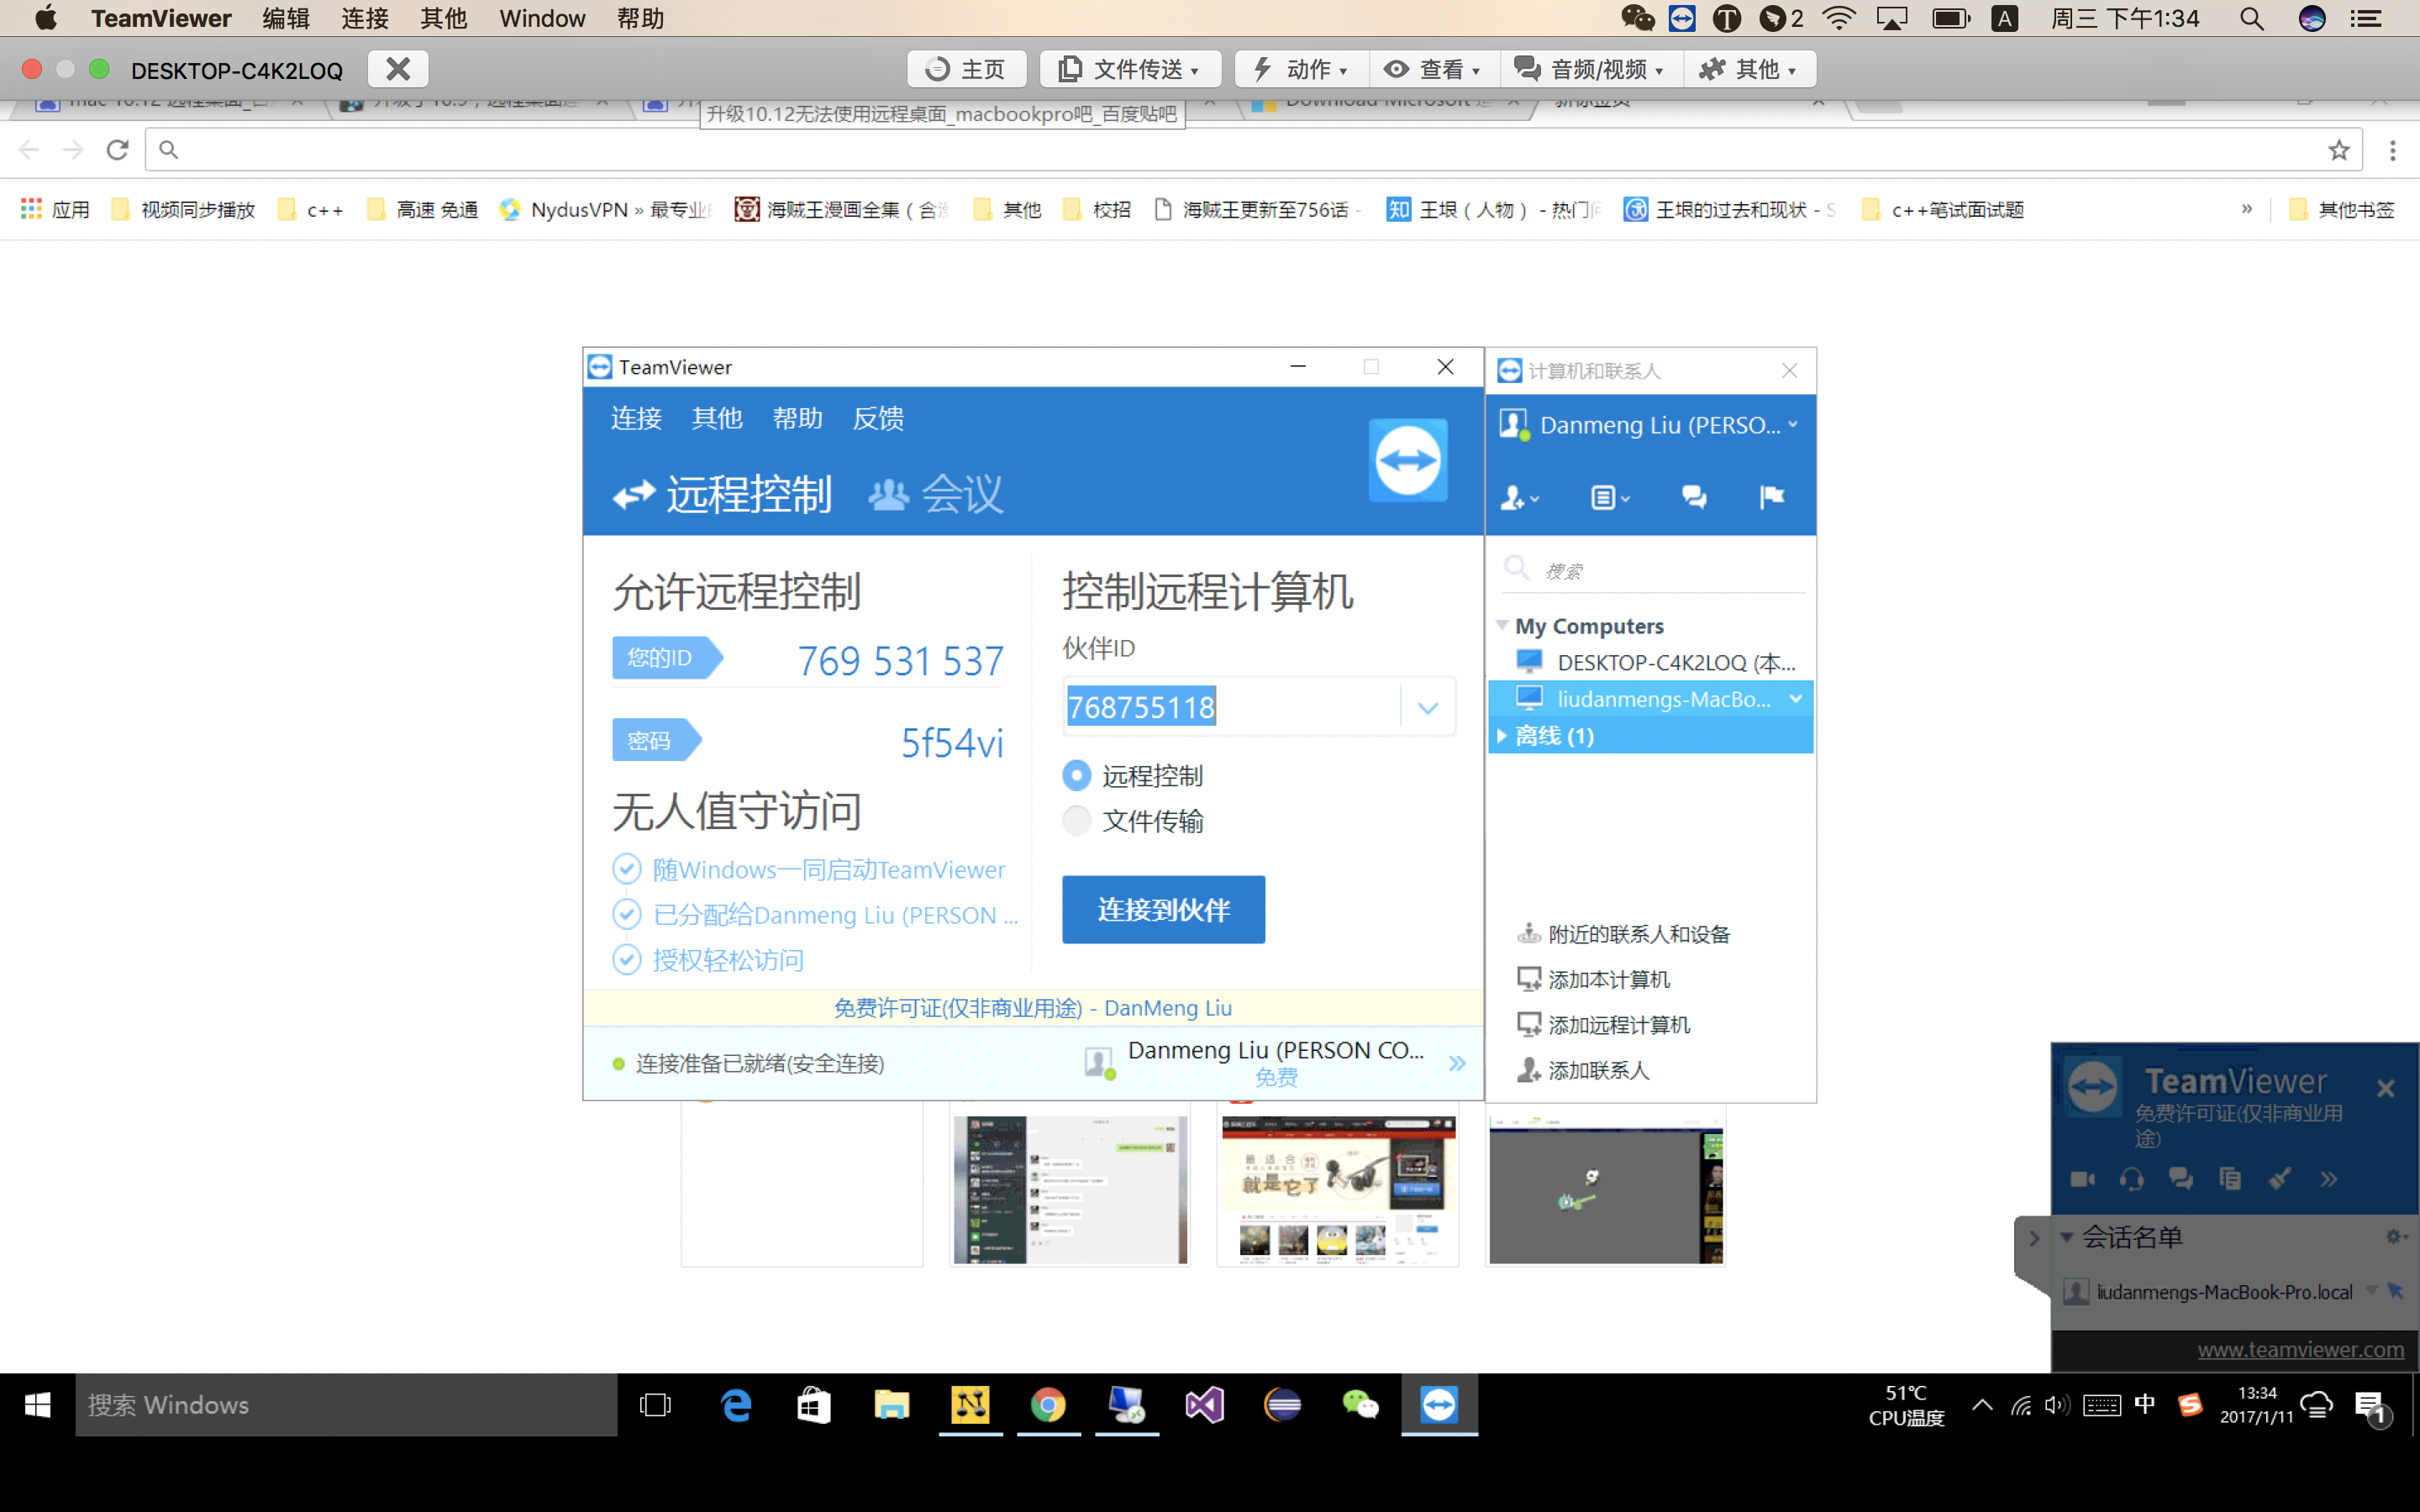 TeamViewer 编辑 连接 其他 Window 帮助 2 A 周三 下午1:34
DESKTOP-C4K2LOQ 主页 文件传送 动作 查看 音频/视频 其他
升级10.12无法使用远程桌面_macbookpro吧_百度贴吧
应用 视频同步播放 c++ 高速 免通 NydusVPN » 最专业 海贼王漫画全集（含 其他 校招 海贼王更新至756话 - 知 王垠（人物） - 热门 王垠的过去和现状 - S c++笔试面试题 » 其他书签
TeamViewer
连接 其他 帮助 反馈
远程控制 会议
允许远程控制
您的ID 769 531 537
密码 5f54vi
无人值守访问
随Windows一同启动TeamViewer
已分配给Danmeng Liu (PERSON ...
授权轻松访问
控制远程计算机
伙伴ID
768755118
远程控制
文件传输
连接到伙伴
免费许可证(仅非商业用途) - DanMeng Liu
连接准备已就绪(安全连接)
Danmeng Liu (PERSON CO...
免费
计算机和联系人
Danmeng Liu (PERSO...
搜索
My Computers
DESKTOP-C4K2LOQ (本...
liudanmengs-MacBo...
离线 (1)
附近的联系人和设备
添加本计算机
添加远程计算机
添加联系人
最·适·合
就是它了
TeamViewer
免费许可证(仅非商业用
途)
会话名单
liudanmengs-MacBook-Pro.local
www.teamviewer.com
搜索 Windows
51℃
CPU温度
中
13:34
2017/1/11
1